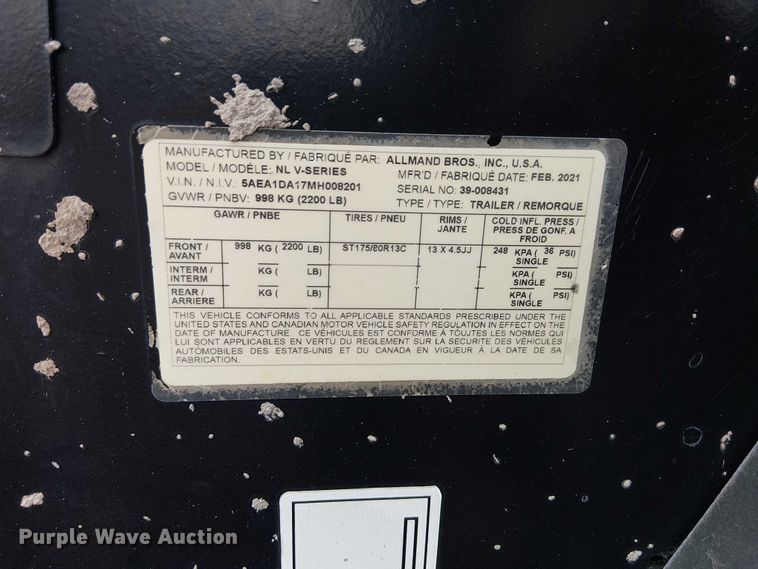 MANUFACTURED BY / FABRIQUÉ PAR: ALLMAND BROS., INC., U.S.A.
MODEL / MODÉLE: NL V-SERIES MFR'D / FABRIQUÉ DATE: FEB. 2021
V.I.N. / N.I.V.: 5AEA1DA17MH008201 SERIAL NO: 39-008431
GVWR / PNBV: 998 KG (2200 LB) TYPE / TYPE: TRAILER / REMORQUE
GAWR / PNBE TIRES / PNEU RIMS / JANTE COLD INFL. PRESS / PRESS DE GONF. A FROID
FRONT / AVANT 998 KG ( 2200 LB) ST175/80R13C 13 X 4.5JJ 248 KPA ( 36 PSI) SINGLE
INTERM / INTERM KG ( LB) KPA ( PSI) SINGLE
REAR / ARRIERE KG ( LB) KPA ( PSI) SINGLE
THIS VEHICLE CONFORMS TO ALL APPLICABLE STANDARDS PRESCRIBED UNDER THE
UNITED STATES AND CANADIAN MOTOR VEHICLE SAFETY REGULATION IN EFFECT ON THE
DATE OF MANUFACTURE. CE VÉHICULES EST CONFORME À TOUTES LES NORMES QUI
LUI SONT APPLICABLES EN VERTU DU REGLEMENT SUR LA SECURITE DES VÉHICULES
AUTOMOBILES DES ESTATS-UNIS ET DU CANADA EN VIGUEUR À LA DATE DE SA
FABRICATION.
Purple Wave Auction